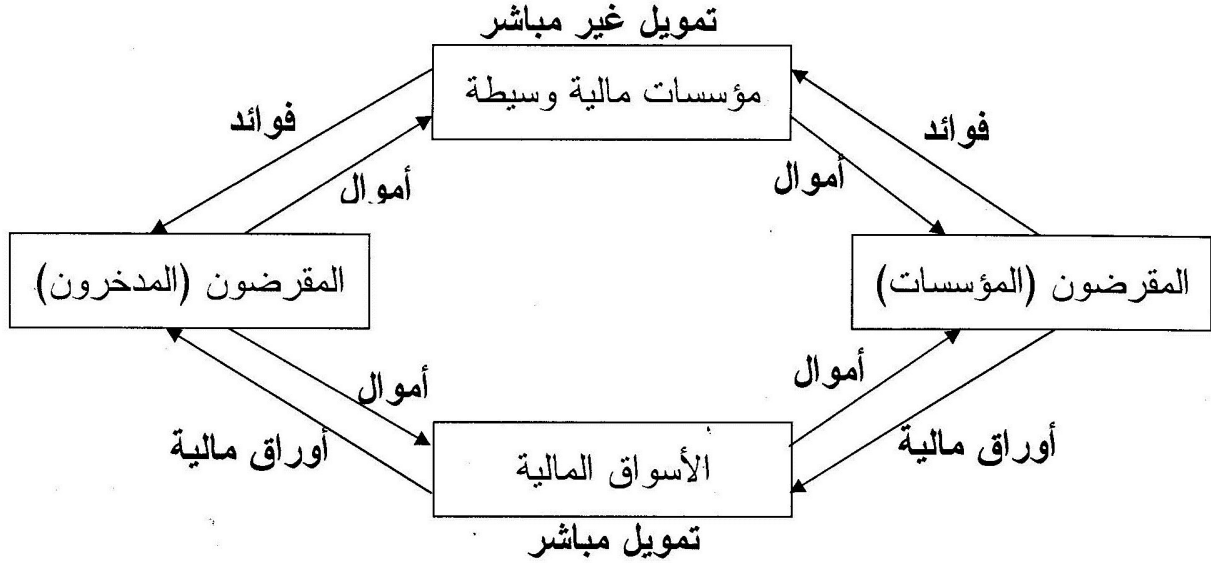 تمويل غير مباشر
مؤسسات مالية وسيطة
فوائد
فوائد
أموال
أموال
المقرضون (المؤسسات)
المقرضون (المدخرون)
أموال
أموال
أوراق مالية
أوراق مالية
الأسواق المالية
تمويل مباشر